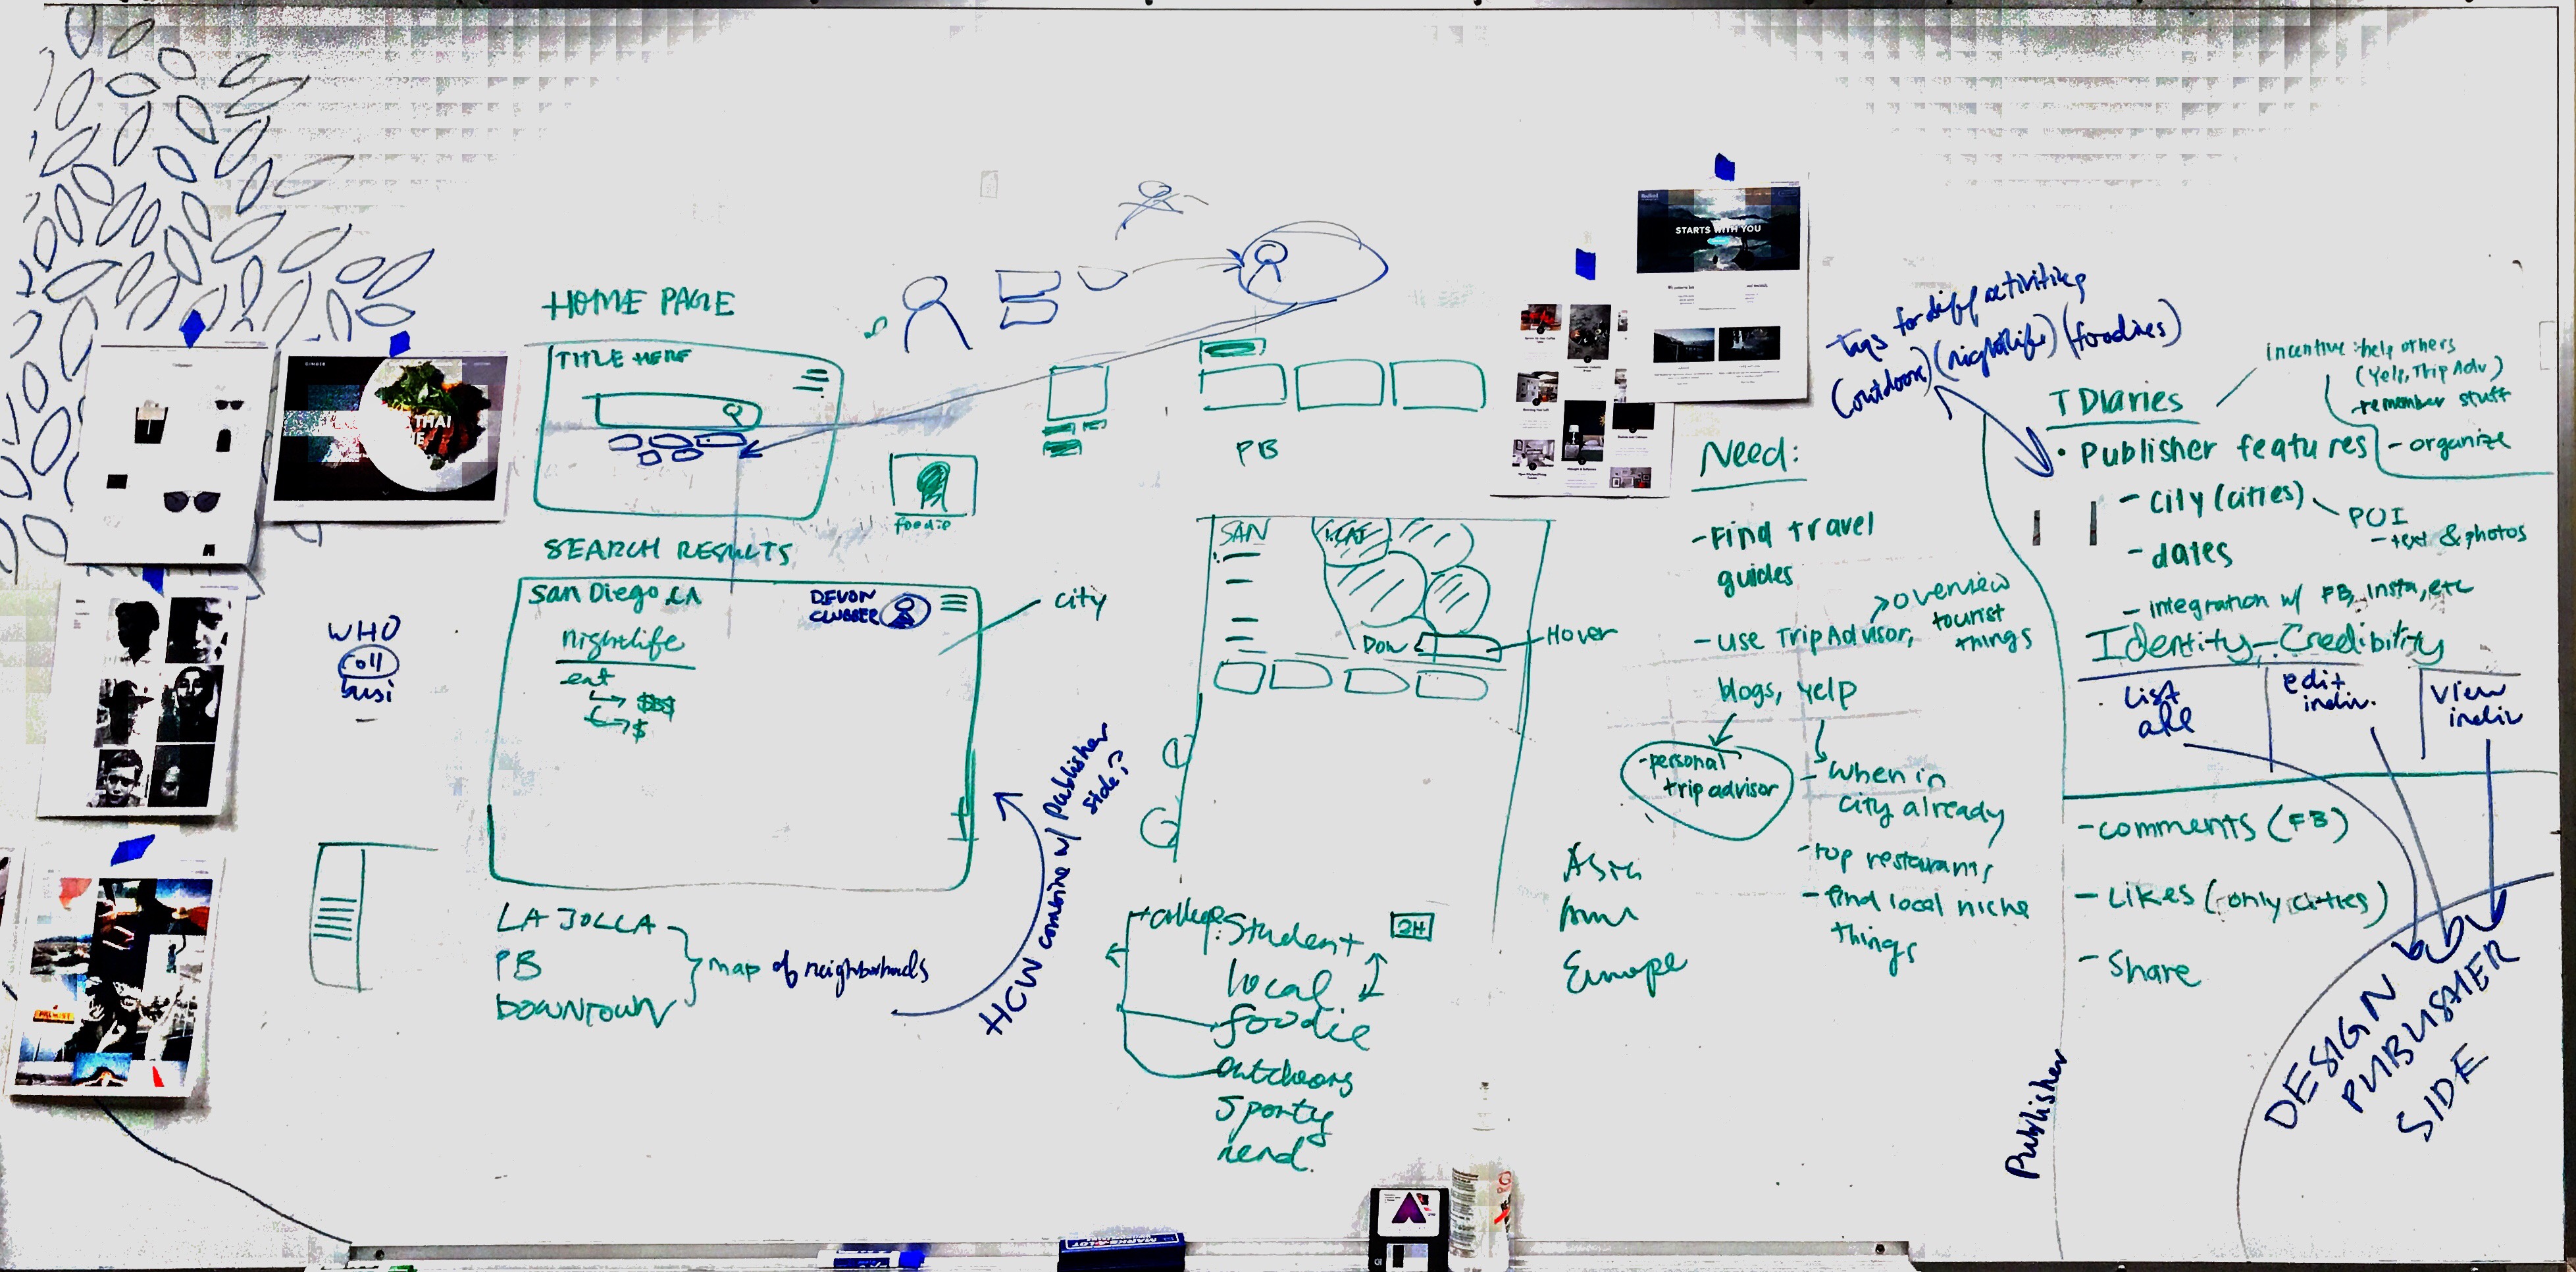 HOME PAGE
TITLE HERE
SEARCH RESULTS
San Diego, CA
nightlife
eat
$$$
$
DEVON
CLUBBER
city
foodie
WHO
coll
busi
LA JOLLA
PB
DOWNTOWN
map of neighborhoods
HOW combine w/ Publisher
side?
PB
SAN
Dow
Hover
college
Student
local
foodie
outdoors
sporty
nerd.
2H
Asia
Europe
STARTS WITH YOU
THAI
Need:
- Find travel
guides
- use TripAdvisor,
blogs, yelp
overview
tourist
things
- personal
trip advisor
- when in
city already
- top restaurants
- find local niche
things
tags for diff activities
(outdoors) (nightlife) (foodies)
T Diaries
incentive: help others
(Yelp, Trip Adv)
- remember stuff
- organize
• Publisher features
- city (cities)
POI
- text & photos
- dates
- integration w/ FB, Insta, etc
Identity - Credibility
List
all
edit
indiv.
view
indiv
- comments (FB)
- Likes (only cities)
- Share
Publisher
DESIGN
PUBLISHER
SIDE
MARKS-A-LOT